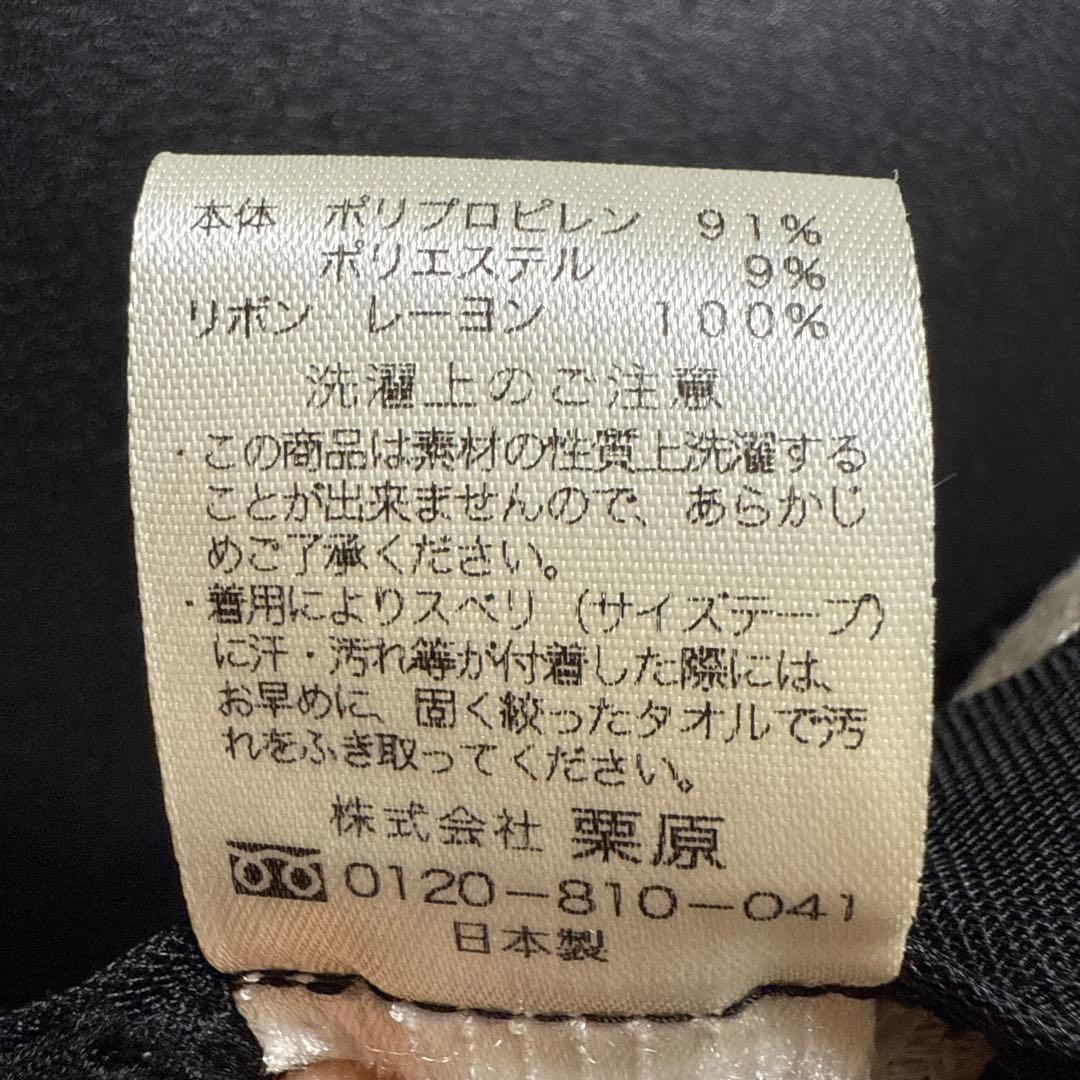 本体 ポリプロピレン 91%
ポリエステル 9%
リボン レーヨン 100%
洗濯上のご注意
・この商品は素材の性質上洗濯する
ことが出来ませんので、あらかじ
めご了承ください。
・着用によりスベリ(サイズテープ)
に汗・汚れ等が付着した際には、
お早めに、固く絞ったタオルで汚
れをふき取ってください。
株式会社 栗原
0120-810-041
日本製